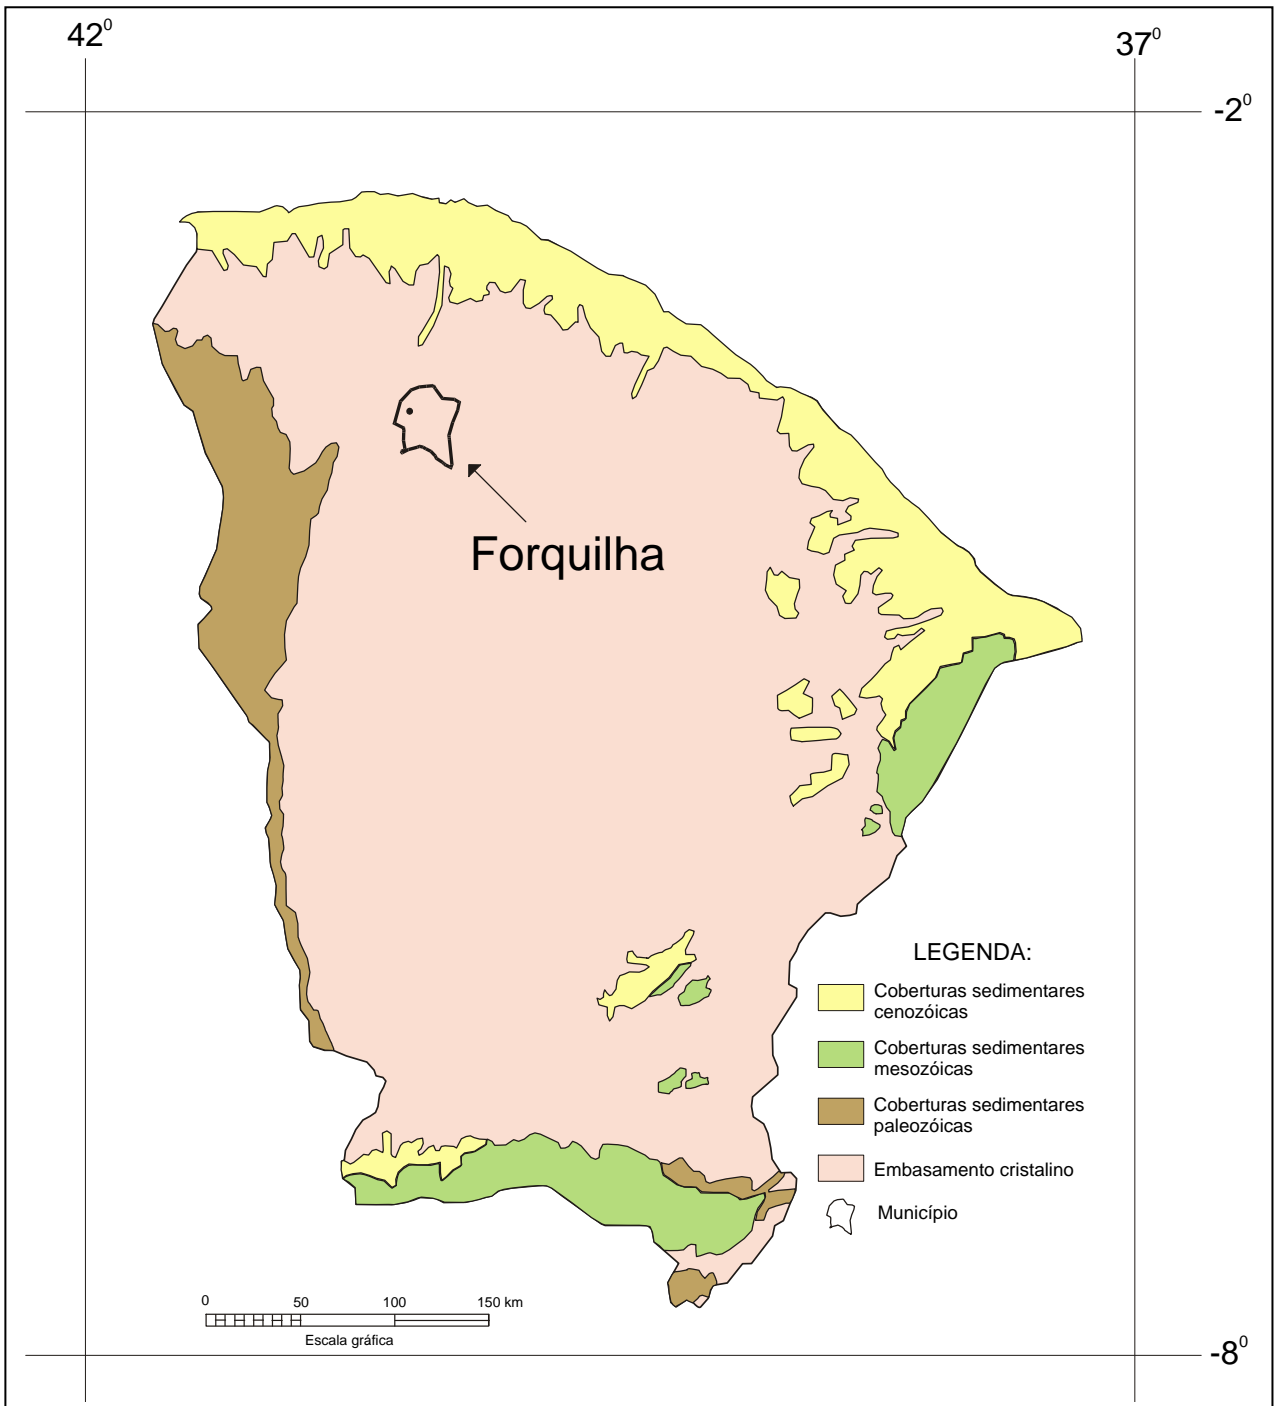 42⁰
37⁰
-2⁰
Forquilha
LEGENDA:
Coberturas sedimentares
cenozóicas
Coberturas sedimentares
mesozóicas
Coberturas sedimentares
paleozóicas
Embasamento cristalino
Município
0 50 100 150 km
Escala gráfica
-8⁰